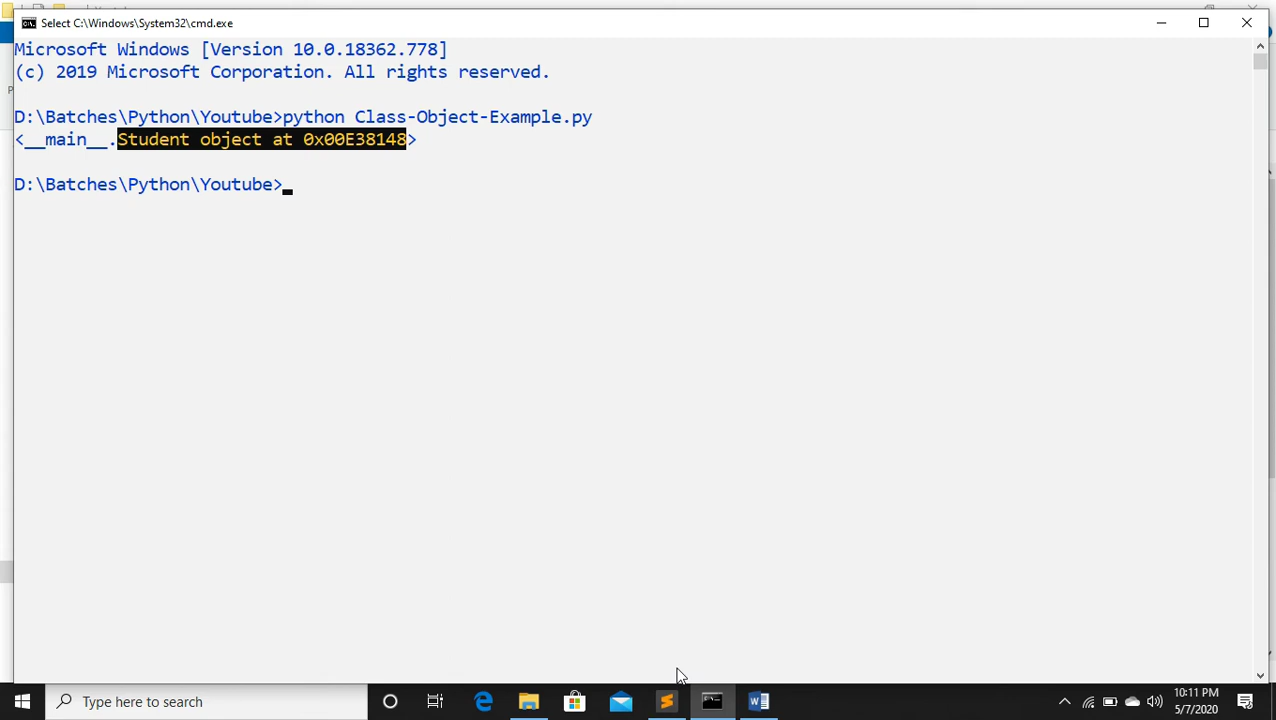 Select C:\Windows\System32\cmd.exe
Microsoft Windows [Version 10.0.18362.778]
(c) 2019 Microsoft Corporation. All rights reserved.
D:\Batches\Python\Youtube>python Class-Object-Example.py
<__main__.Student object at 0x00E38148>
D:\Batches\Python\Youtube>
Type here to search
10:11 PM
5/7/2020